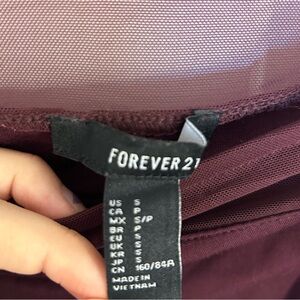 FOREVER 21
US S
CA P
MX S/P
BR P
EU S
UK S
KR S
JP S
CN 160/84A
MADE IN
VIETNAM